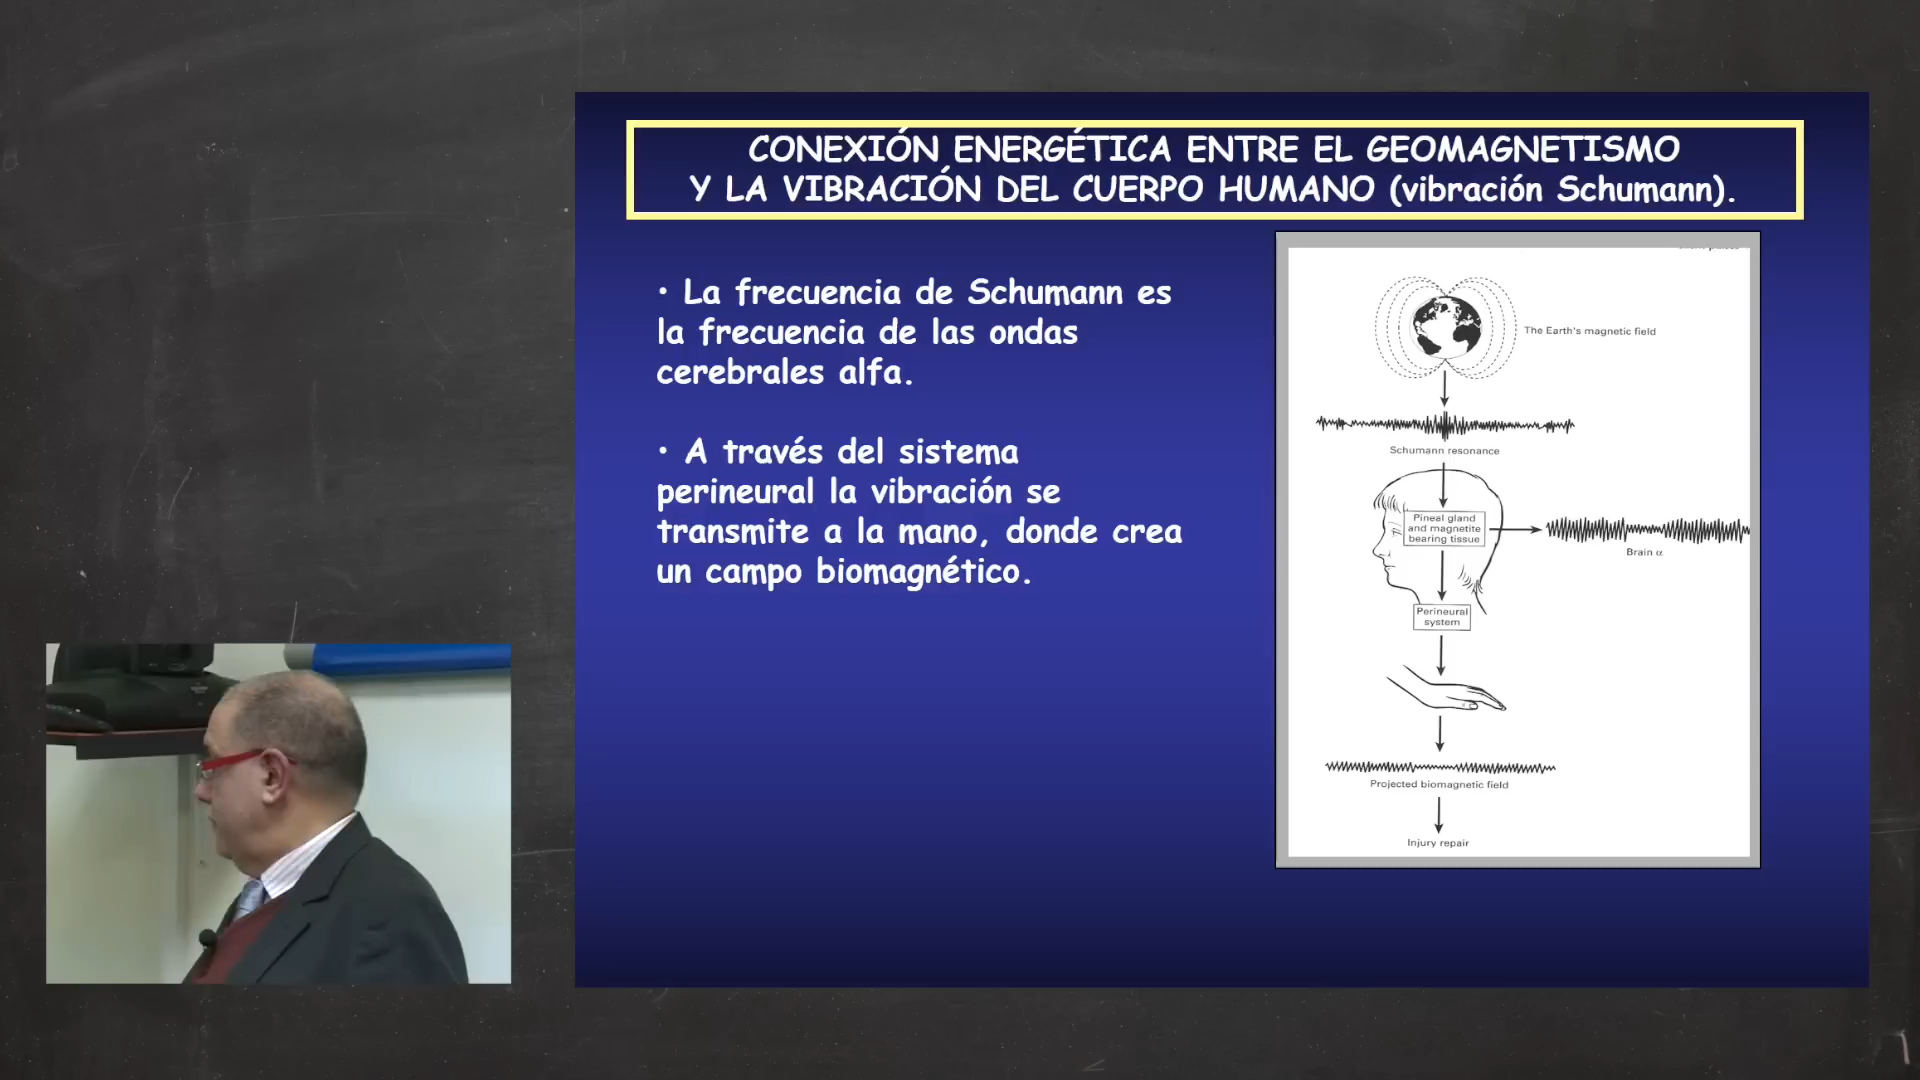 CONEXIÓN ENERGÉTICA ENTRE EL GEOMAGNETISMO
Y LA VIBRACIÓN DEL CUERPO HUMANO (vibración Schumann).
• La frecuencia de Schumann es
la frecuencia de las ondas
cerebrales alfa.
• A través del sistema
perineural la vibración se
transmite a la mano, donde crea
un campo biomagnético.
The Earth's magnetic field
Schumann resonance
Pineal gland
and magnetite
bearing tissue
Brain α
Perineural
system
Projected biomagnetic field
Injury repair